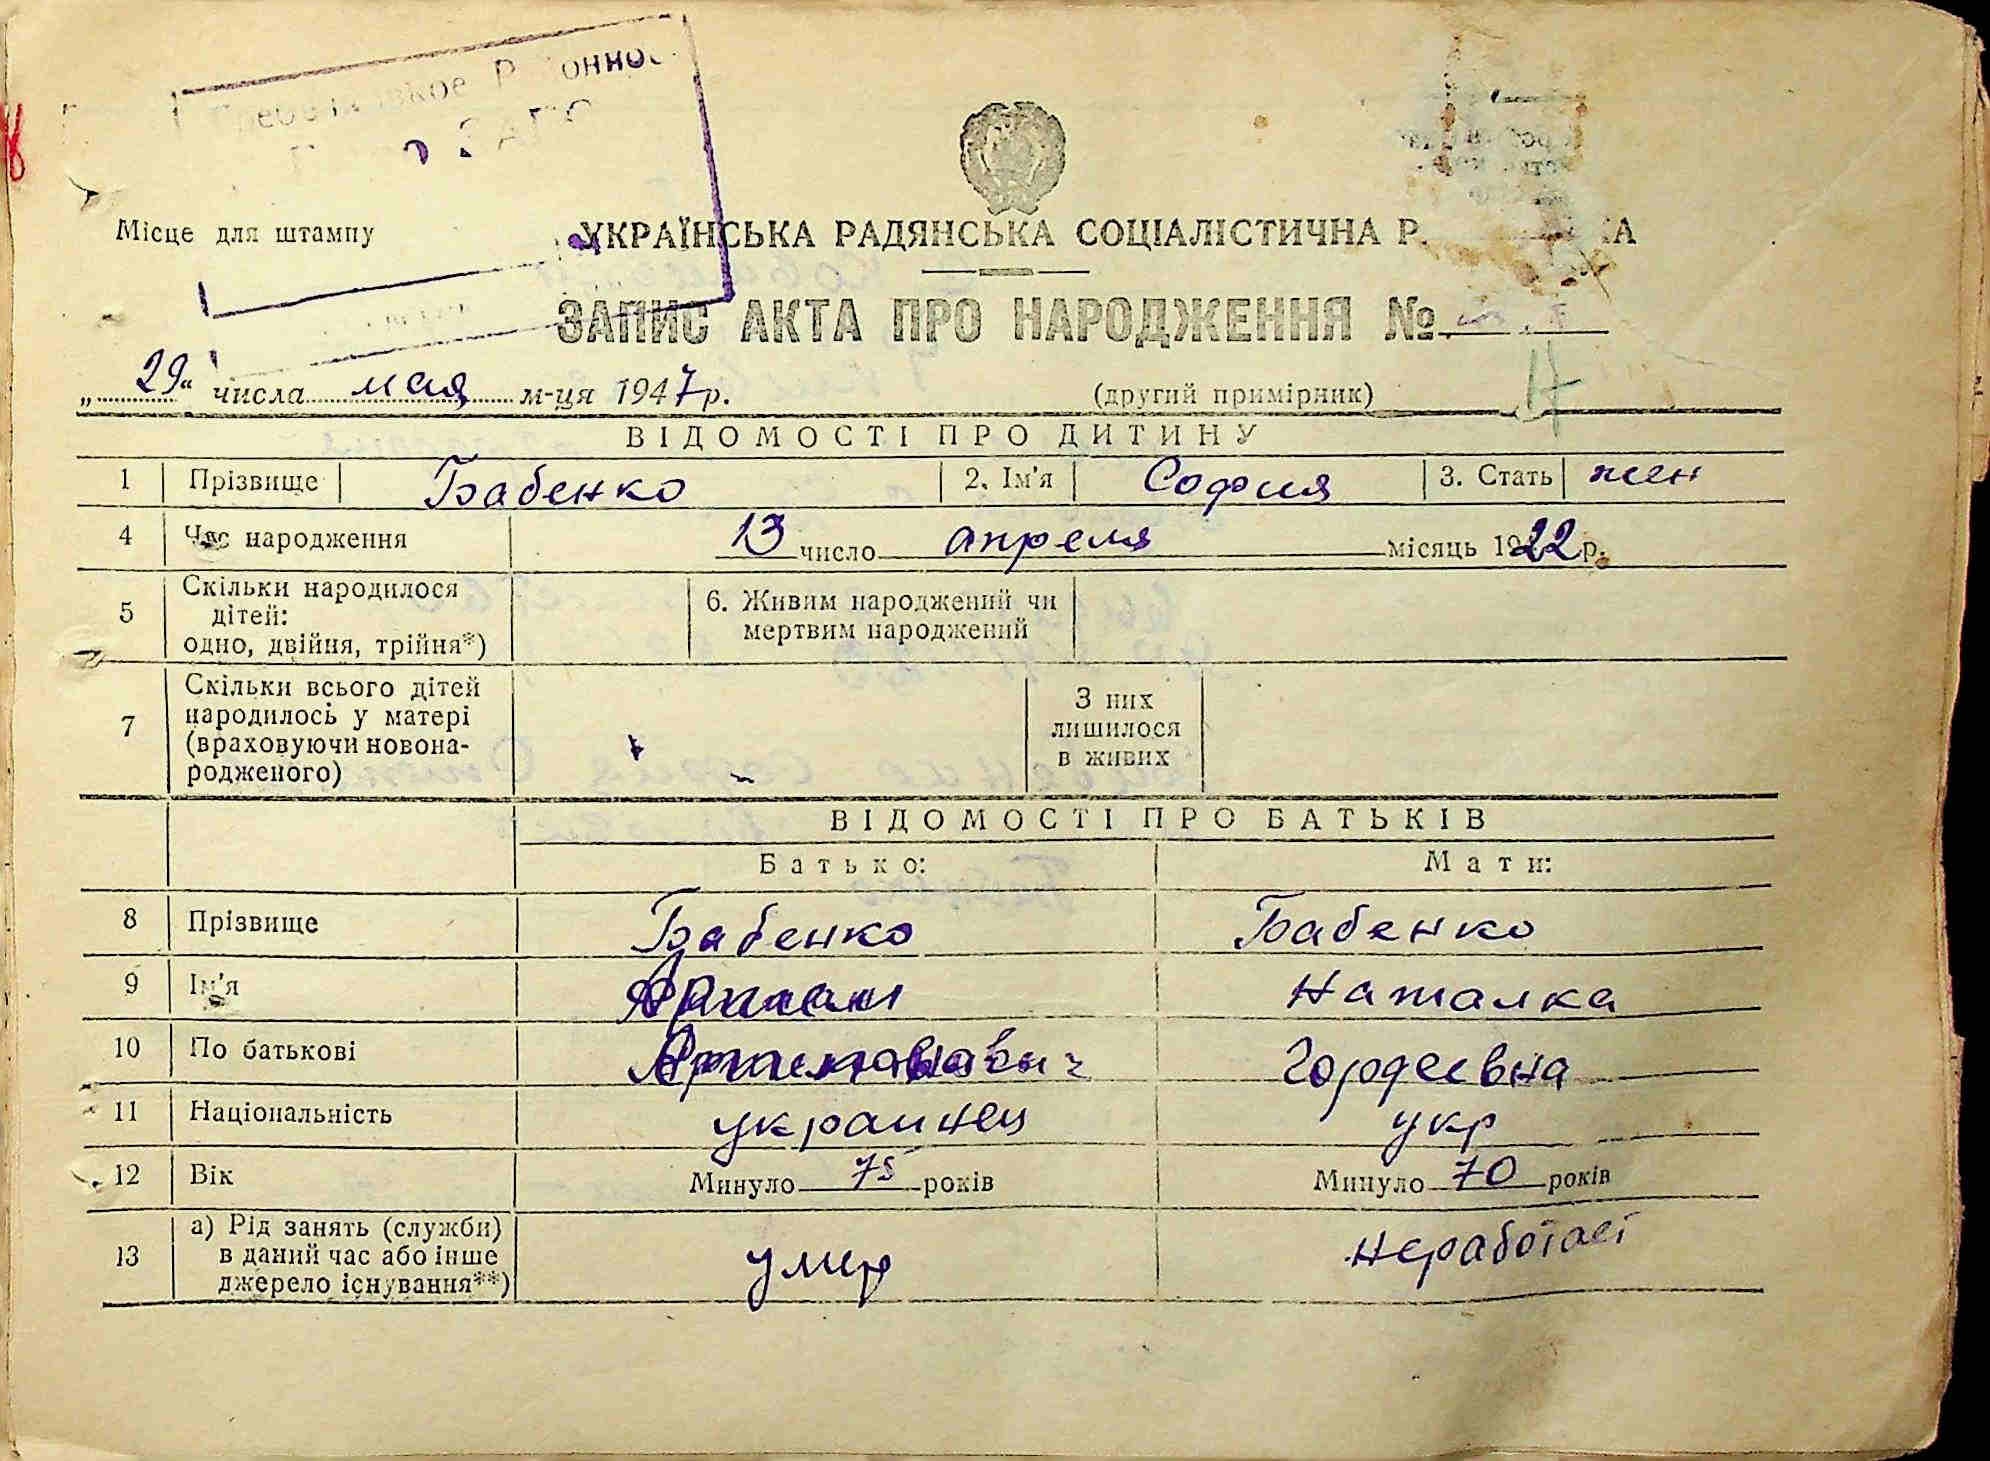 Місце для штампу
УКРАЇНСЬКА РАДЯНСЬКА СОЦІАЛІСТИЧНА
ЗАПИС АКТА ПРО НАРОДЖЕННЯ №
„29“ числа мая м-ця 1947 р. (другий примірник)
ВІДОМОСТІ ПРО ДИТИНУ
1 Прізвище Бабенко 2. Ім'я София 3. Стать жен
4 Час народження 13 число апреля місяць 1922 р.
5 Скільки народилося дітей: одно, двійня, трійня*) 6. Живим народжений чи мертвим народжений
7 Скільки всього дітей народилось у матері (враховуючи новонародженого) З них лишилося в живих
ВІДОМОСТІ ПРО БАТЬКІВ
Батько: Мати:
8 Прізвище Бабенко Бабенко
9 Ім'я Наталка
10 По батькові Гордеевна
11 Національність украинец укр
12 Вік Минуло 75 років Минуло 70 років
13 а) Рід занять (служби) в даний час або інше джерело існування**) умер неработает